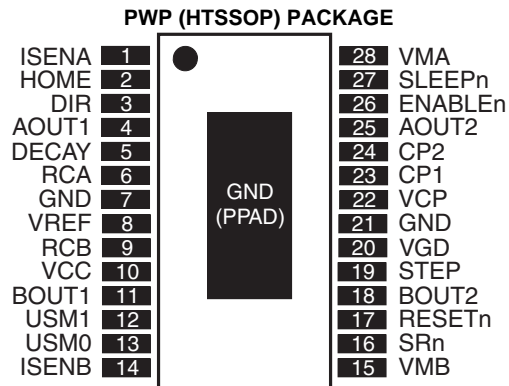 PWP (HTSSOP) PACKAGE
ISENA 1 28 VMA
HOME 2 27 SLEEPn
DIR 3 26 ENABLEn
AOUT1 4 25 AOUT2
DECAY 5 24 CP2
RCA 6 23 CP1
GND 7 22 VCP
VREF 8 21 GND
RCB 9 20 VGD
VCC 10 19 STEP
BOUT1 11 18 BOUT2
USM1 12 17 RESETn
USM0 13 16 SRn
ISENB 14 15 VMB
GND
(PPAD)